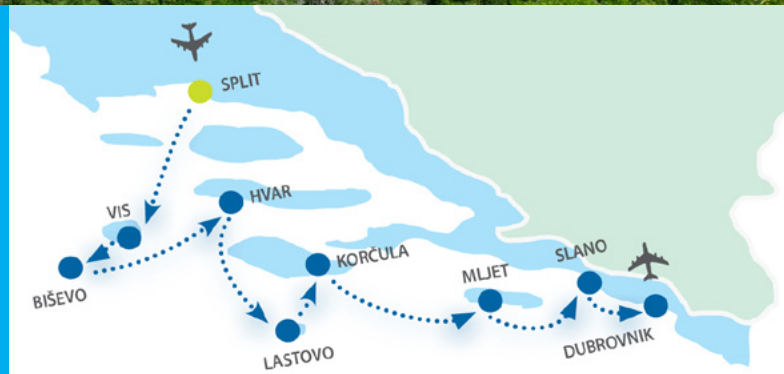 SPLIT
HVAR
VIS
BIŠEVO
KORČULA
LASTOVO
MLJET
SLANO
DUBROVNIK